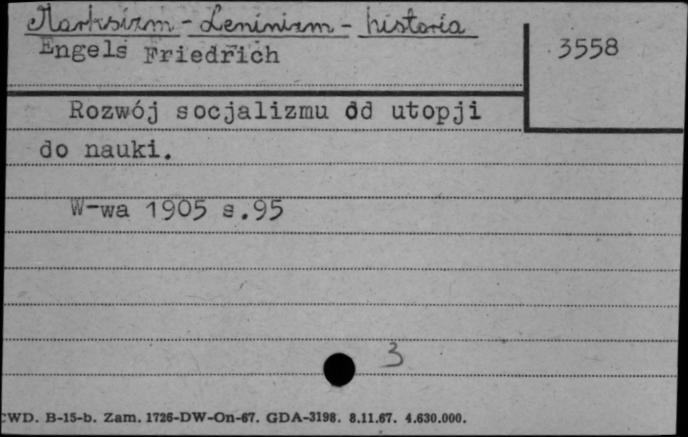 Marksizm - Leninizm - historia
Engels Friedrich
3558
Rozwój socjalizmu od utopji
do nauki.
W-wa 1905 s.95
3
CWD. B-15-b. Zam. 1726-DW-On-67. GDA-3198. 8.11.67. 4.630.000.